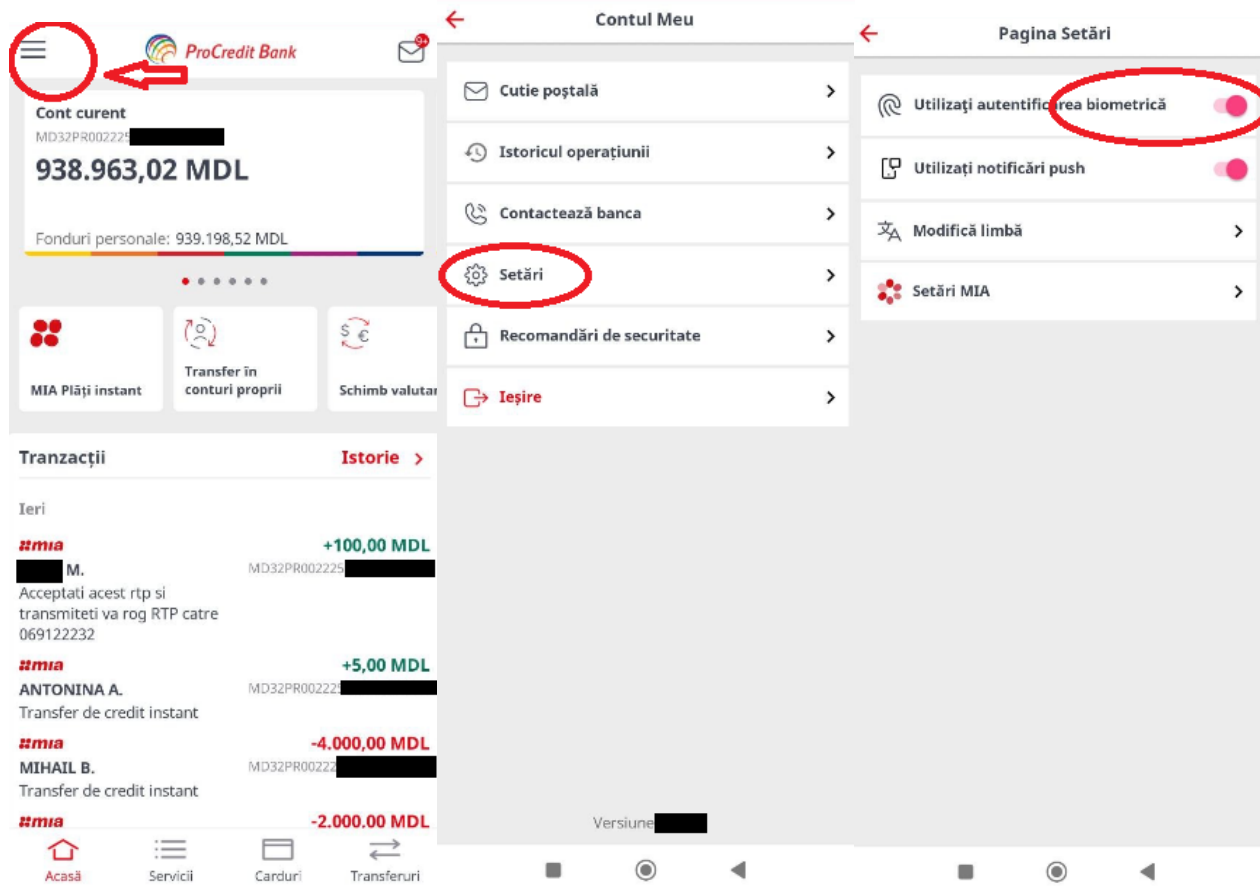 ProCredit Bank
9+
Cont curent
MD32PR002225
938.963,02 MDL
Fonduri personale: 939.198,52 MDL
MIA Plăți instant
Transfer în
conturi proprii
Schimb valutar
Tranzacții
Istorie
Ieri
mia
+100,00 MDL
M.
MD32PR002225
Acceptati acest rtp si
transmiteti va rog RTP catre
069122232
mia
+5,00 MDL
ANTONINA A.
MD32PR002225
Transfer de credit instant
mia
-4.000,00 MDL
MIHAIL B.
MD32PR00222
Transfer de credit instant
mia
-2.000,00 MDL
Acasă
Servicii
Carduri
Transferuri
Contul Meu
Cutie poștală
Istoricul operațiunii
Contactează banca
Setări
Recomandări de securitate
Ieșire
Versiune
Pagina Setări
Utilizaţi autentificarea biometrică
Utilizați notificări push
Modifică limbă
Setări MIA